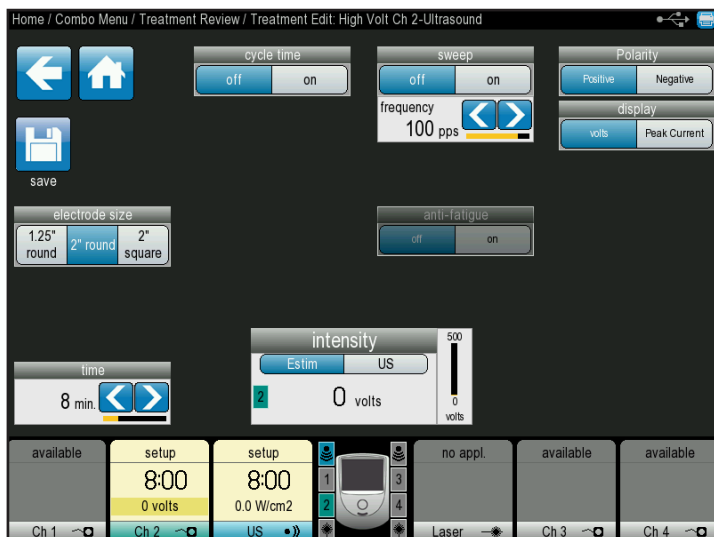 Home / Combo Menu / Treatment Review / Treatment Edit: High Volt Ch 2-Ultrasound
cycle time
off on
sweep
off on
frequency
100 pps
Polarity
Positive Negative
display
volts Peak Current
save
electrode size
1.25" round 2" round 2" square
anti-fatigue
off on
intensity
Estim US
2 0 volts
500
0
volts
time
8 min.
available
Ch 1
setup
8:00
0 volts
Ch 2
setup
8:00
0.0 W/cm2
US
1
2
3
4
no appl.
Laser
available
Ch 3
available
Ch 4